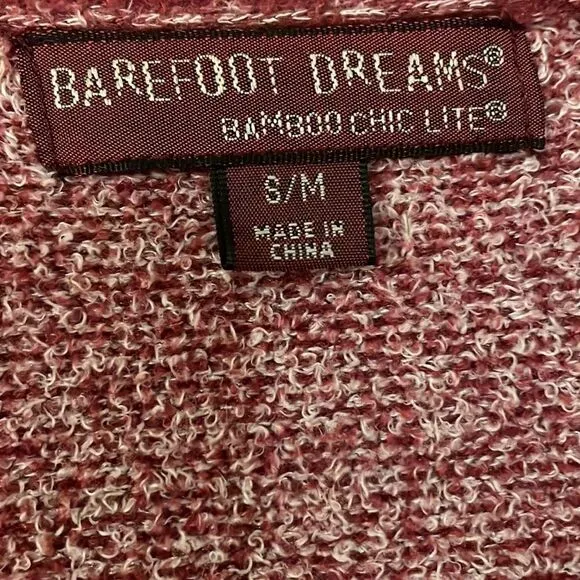 BAREFOOT DREAMS®
BAMBOO CHIC LITE®
S/M
MADE IN
CHINA